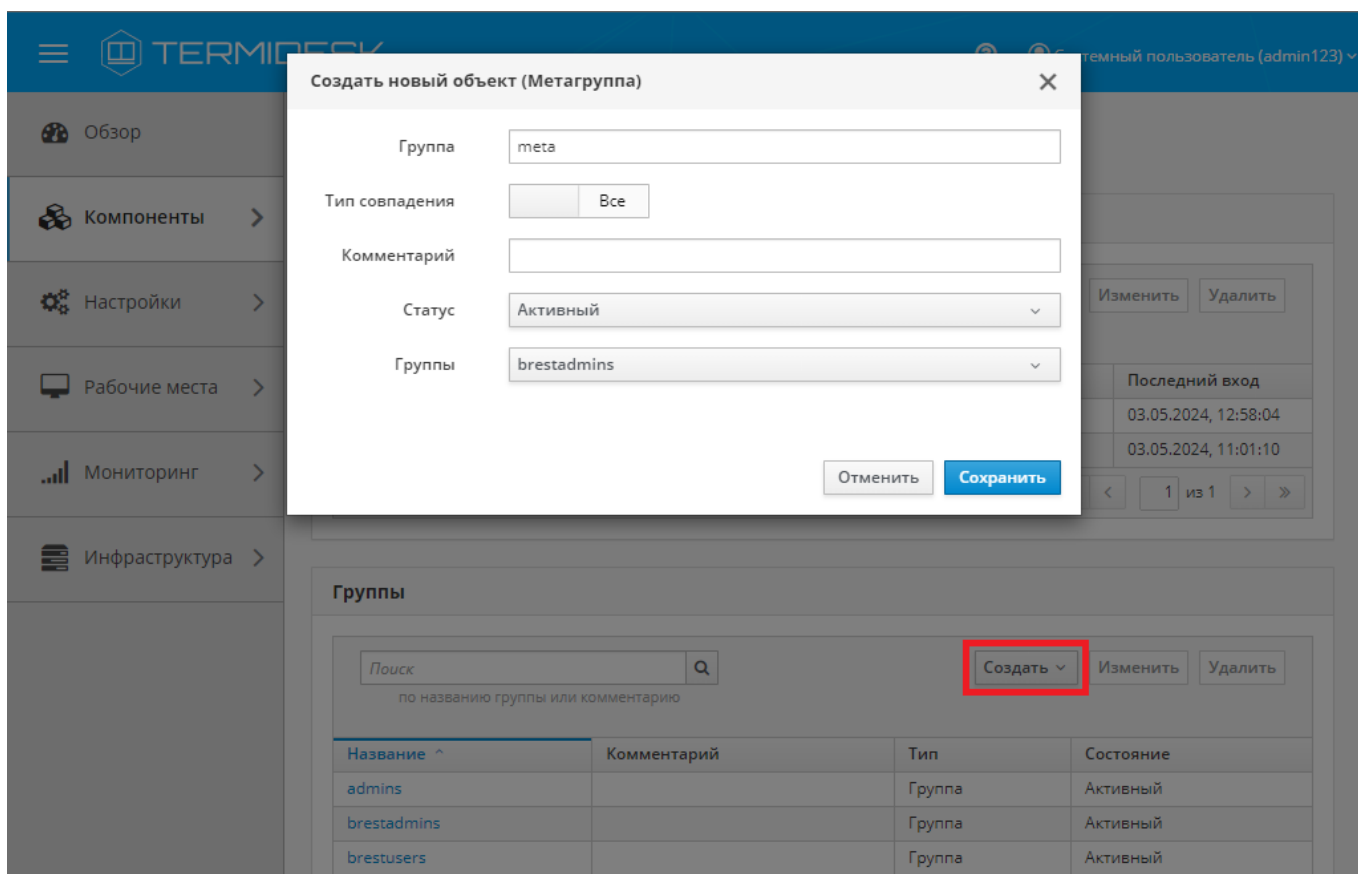 TERMIDESK
темный пользователь (admin123)
Создать новый объект (Метагруппа)
Группа
meta
Тип совпадения
Все
Комментарий
Статус
Активный
Группы
brestadmins
Отменить
Сохранить
Обзор
Компоненты
Настройки
Рабочие места
Мониторинг
Инфраструктура
Изменить
Удалить
Последний вход
03.05.2024, 12:58:04
03.05.2024, 11:01:10
1 из 1
Группы
Поиск
по названию группы или комментарию
Создать
Изменить
Удалить
Название Комментарий Тип Состояние
admins Группа Активный
brestadmins Группа Активный
brestusers Группа Активный